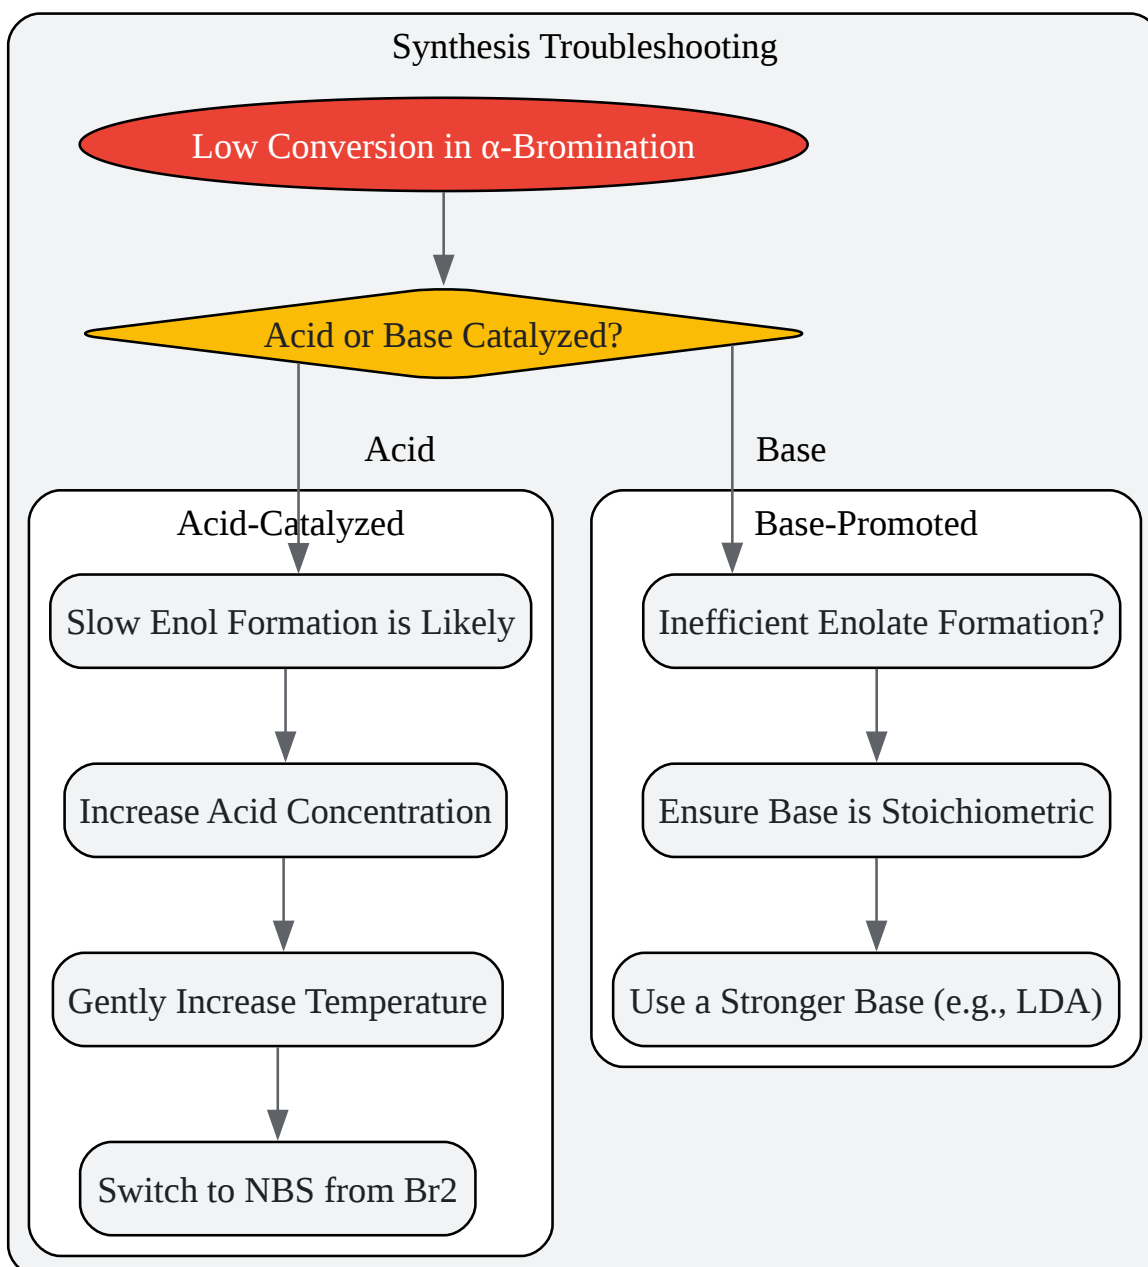 Synthesis Troubleshooting
Low Conversion in α-Bromination
Acid or Base Catalyzed?
Acid
Base
Acid-Catalyzed
Slow Enol Formation is Likely
Increase Acid Concentration
Gently Increase Temperature
Switch to NBS from Br2
Base-Promoted
Inefficient Enolate Formation?
Ensure Base is Stoichiometric
Use a Stronger Base (e.g., LDA)